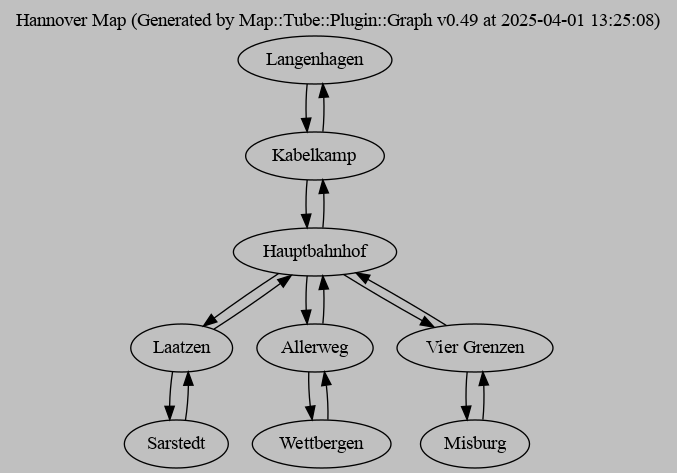 Hannover Map (Generated by Map::Tube::Plugin::Graph v0.49 at 2025-04-01 13:25:08)
Langenhagen
Kabelkamp
Hauptbahnhof
Laatzen
Allerweg
Vier Grenzen
Sarstedt
Wettbergen
Misburg